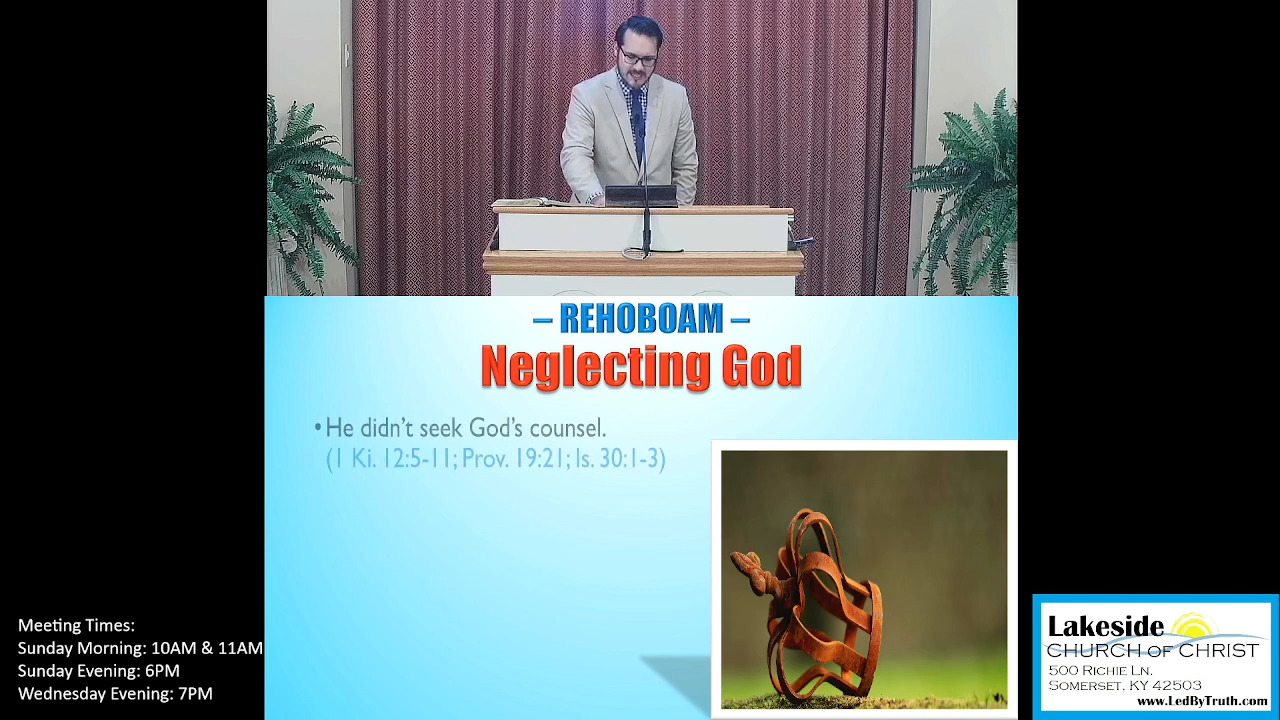 – REHOBOAM –
Neglecting God
• He didn't seek God's counsel.
(1 Ki. 12:5-11; Prov. 19:21; Is. 30:1-3)
Meeting Times:
Sunday Morning: 10AM & 11AM
Sunday Evening: 6PM
Wednesday Evening: 7PM
Lakeside
CHURCH OF CHRIST
500 RICHIE LN.
SOMERSET, KY 42503
www.LedByTruth.com